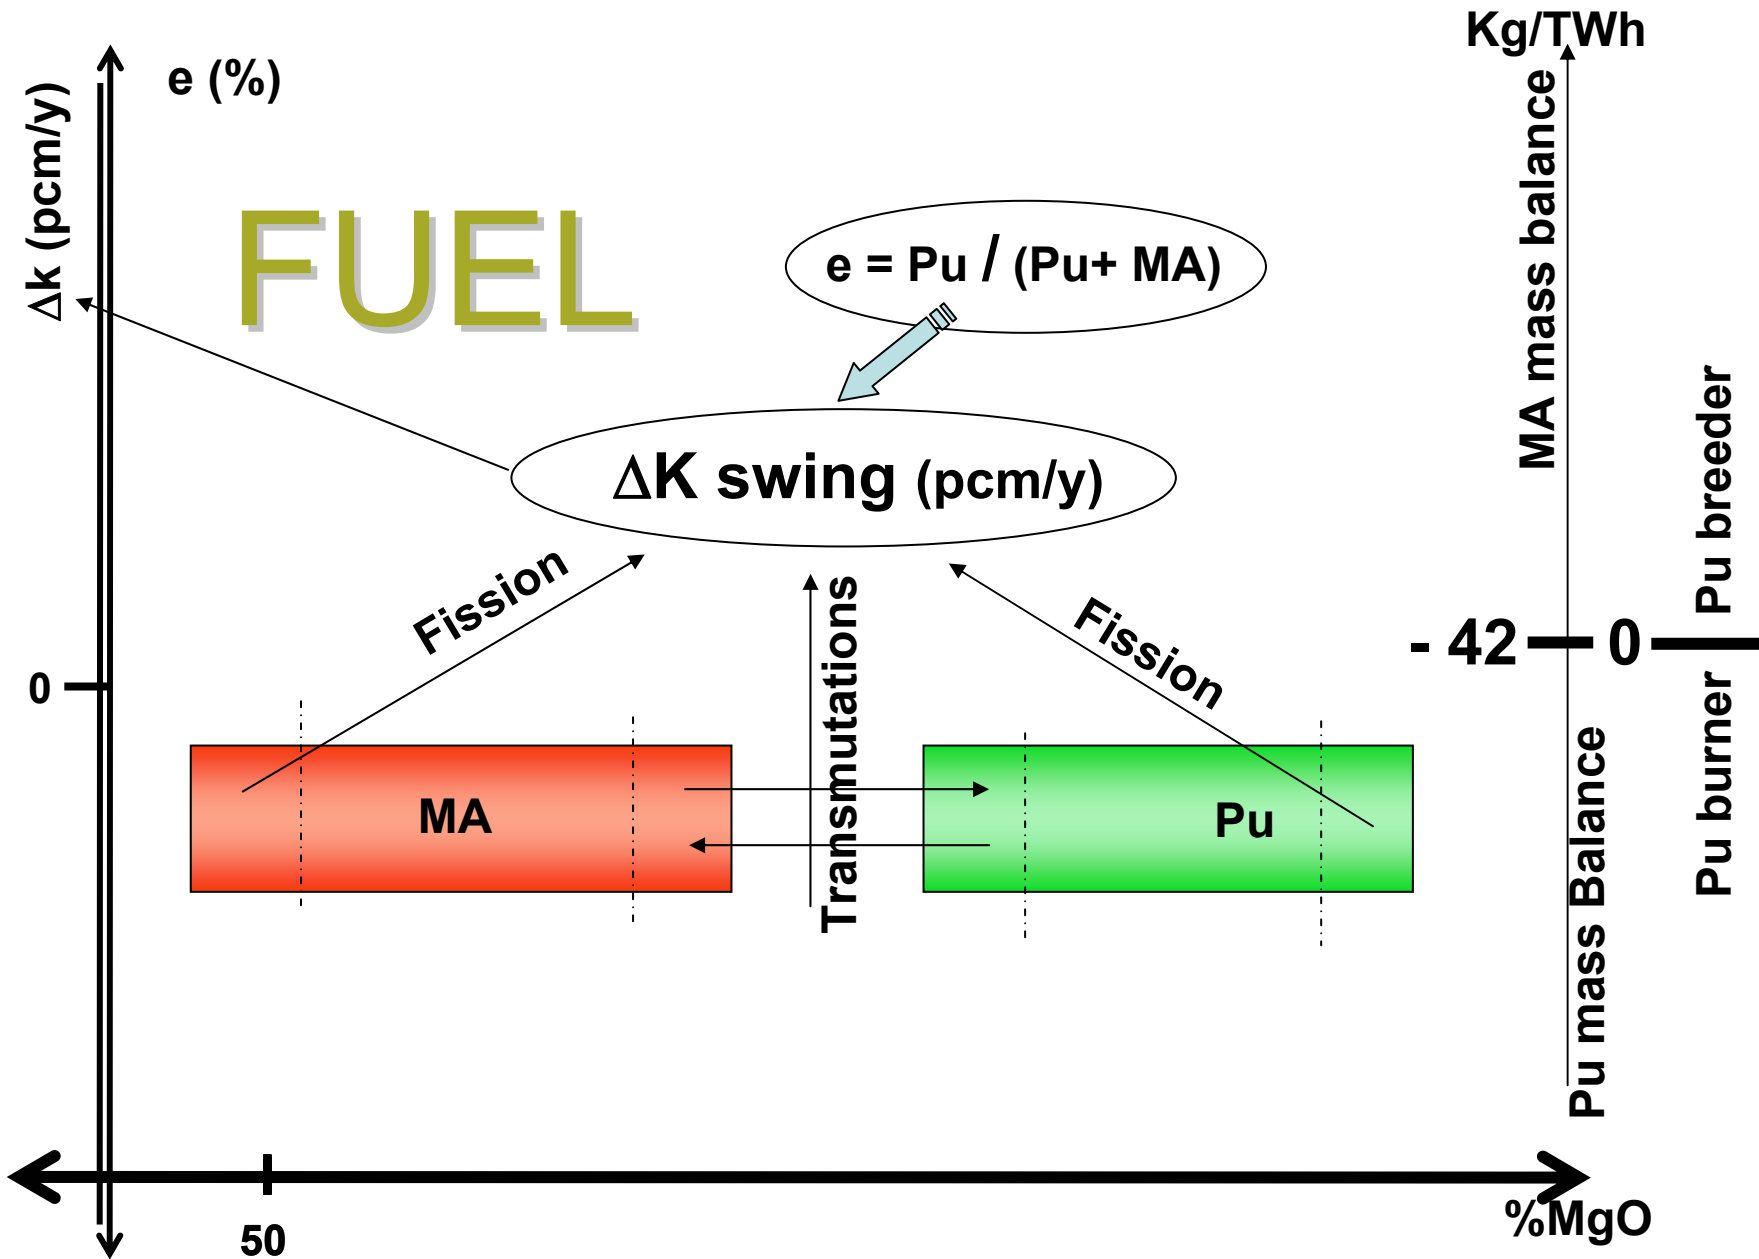 Kg/TWh
e (%)
Δk (pcm/y)
FUEL
e = Pu / (Pu+ MA)
MA mass balance
ΔK swing (pcm/y)
Pu breeder
Fission
Transmutations
Fission
- 42
0
0
MA
Pu
Pu mass Balance
Pu burner
50
%MgO